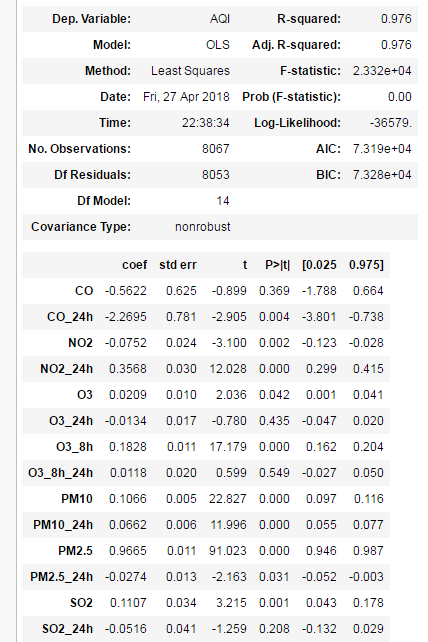 Dep. Variable: AQI R-squared: 0.976
Model: OLS Adj. R-squared: 0.976
Method: Least Squares F-statistic: 2.332e+04
Date: Fri, 27 Apr 2018 Prob (F-statistic): 0.00
Time: 22:38:34 Log-Likelihood: -36579.
No. Observations: 8067 AIC: 7.319e+04
Df Residuals: 8053 BIC: 7.328e+04
Df Model: 14
Covariance Type: nonrobust
coef std err t P>|t| [0.025 0.975]
CO -0.5622 0.625 -0.899 0.369 -1.788 0.664
CO_24h -2.2695 0.781 -2.905 0.004 -3.801 -0.738
NO2 -0.0752 0.024 -3.100 0.002 -0.123 -0.028
NO2_24h 0.3568 0.030 12.028 0.000 0.299 0.415
O3 0.0209 0.010 2.036 0.042 0.001 0.041
O3_24h -0.0134 0.017 -0.780 0.435 -0.047 0.020
O3_8h 0.1828 0.011 17.179 0.000 0.162 0.204
O3_8h_24h 0.0118 0.020 0.599 0.549 -0.027 0.050
PM10 0.1066 0.005 22.827 0.000 0.097 0.116
PM10_24h 0.0662 0.006 11.996 0.000 0.055 0.077
PM2.5 0.9665 0.011 91.023 0.000 0.946 0.987
PM2.5_24h -0.0274 0.013 -2.163 0.031 -0.052 -0.003
SO2 0.1107 0.034 3.215 0.001 0.043 0.178
SO2_24h -0.0516 0.041 -1.259 0.208 -0.132 0.029